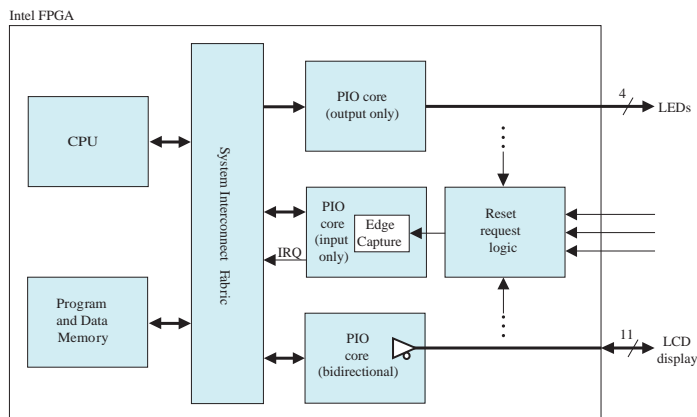 Intel FPGA
CPU
Program
and Data
Memory
System Interconnect Fabric
PIO core
(output only)
4
LEDs
PIO
core
(input
only)
Edge
Capture
IRQ
Reset
request
logic
PIO
core
(bidirectional)
11
LCD
display